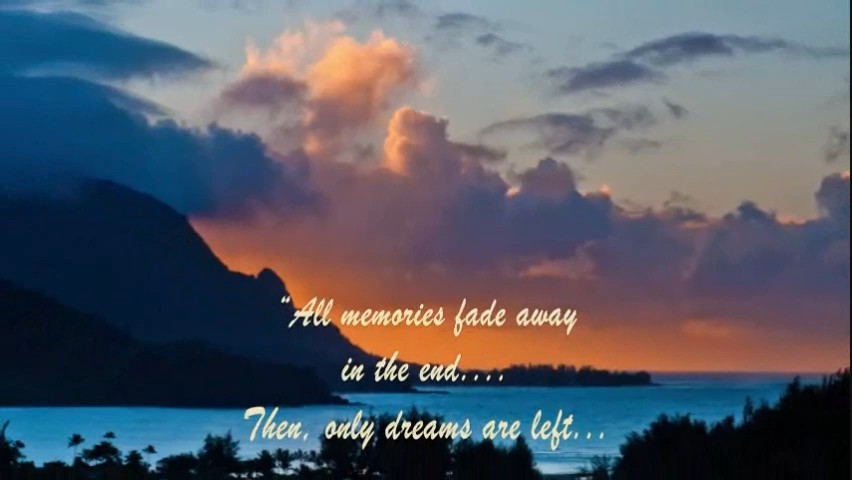 “All memories fade away
in the end....
Then, only dreams are left...